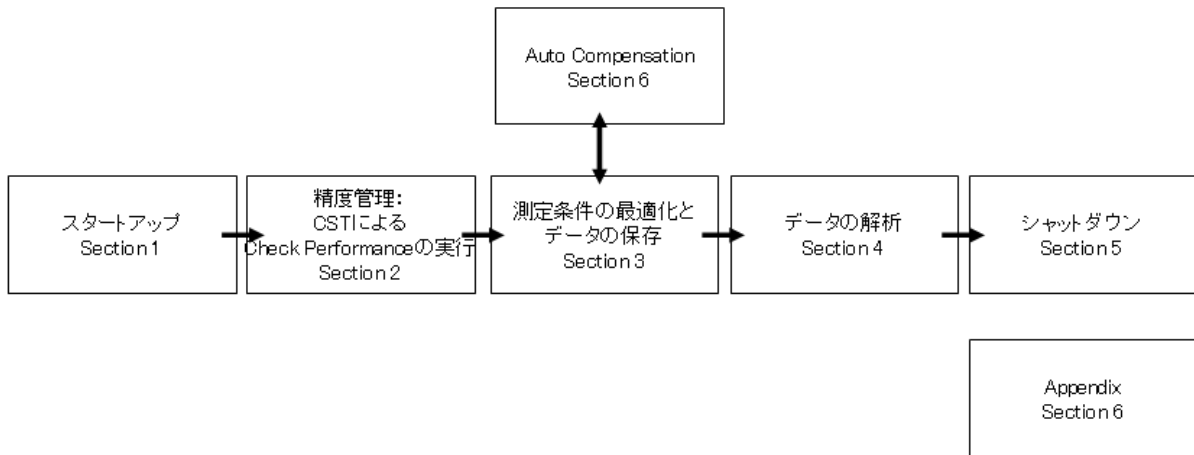 Auto Compensation
Section 6
スタートアップ
Section 1
精度管理:
CSTIによる
Check Performanceの実行
Section 2
測定条件の最適化と
データの保存
Section 3
データの解析
Section 4
シャットダウン
Section 5
Appendix
Section 6